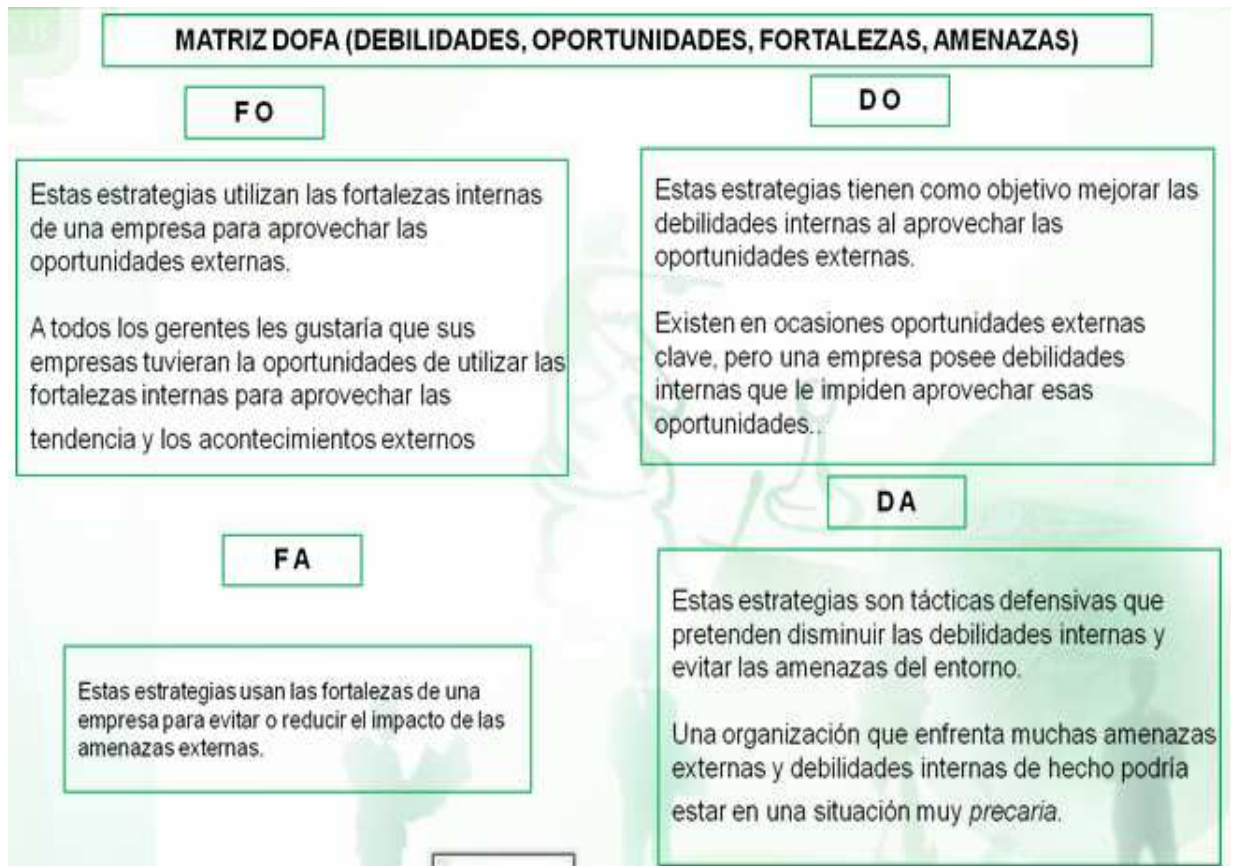 MATRIZ DOFA (DEBILIDADES, OPORTUNIDADES, FORTALEZAS, AMENAZAS)
F O
Estas estrategias utilizan las fortalezas internas
de una empresa para aprovechar las
oportunidades externas.
A todos los gerentes les gustaría que sus
empresas tuvieran la oportunidades de utilizar las
fortalezas internas para aprovechar las
tendencia y los acontecimientos externos
D O
Estas estrategias tienen como objetivo mejorar las
debilidades internas al aprovechar las
oportunidades externas.
Existen en ocasiones oportunidades externas
clave, pero una empresa posee debilidades
internas que le impiden aprovechar esas
oportunidades..
F A
Estas estrategias usan las fortalezas de una
empresa para evitar o reducir el impacto de las
amenazas externas.
D A
Estas estrategias son tácticas defensivas que
pretenden disminuir las debilidades internas y
evitar las amenazas del entorno.
Una organización que enfrenta muchas amenazas
externas y debilidades internas de hecho podría
estar en una situación muy precaria.